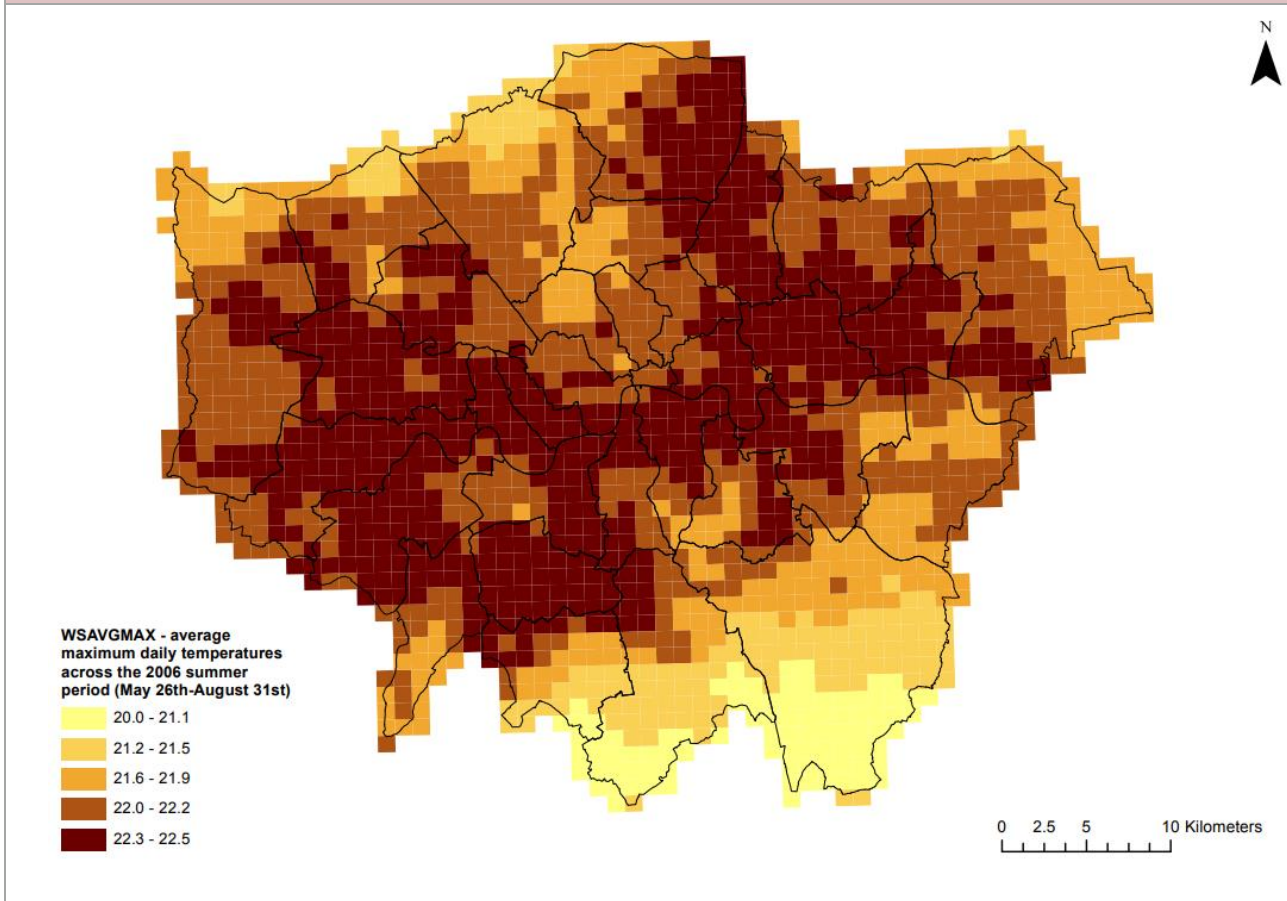 N
WSAVGMAX - average
maximum daily temperatures
across the 2006 summer
period (May 26th-August 31st)
20.0 - 21.1
21.2 - 21.5
21.6 - 21.9
22.0 - 22.2
22.3 - 22.5
0 2.5 5 10 Kilometers